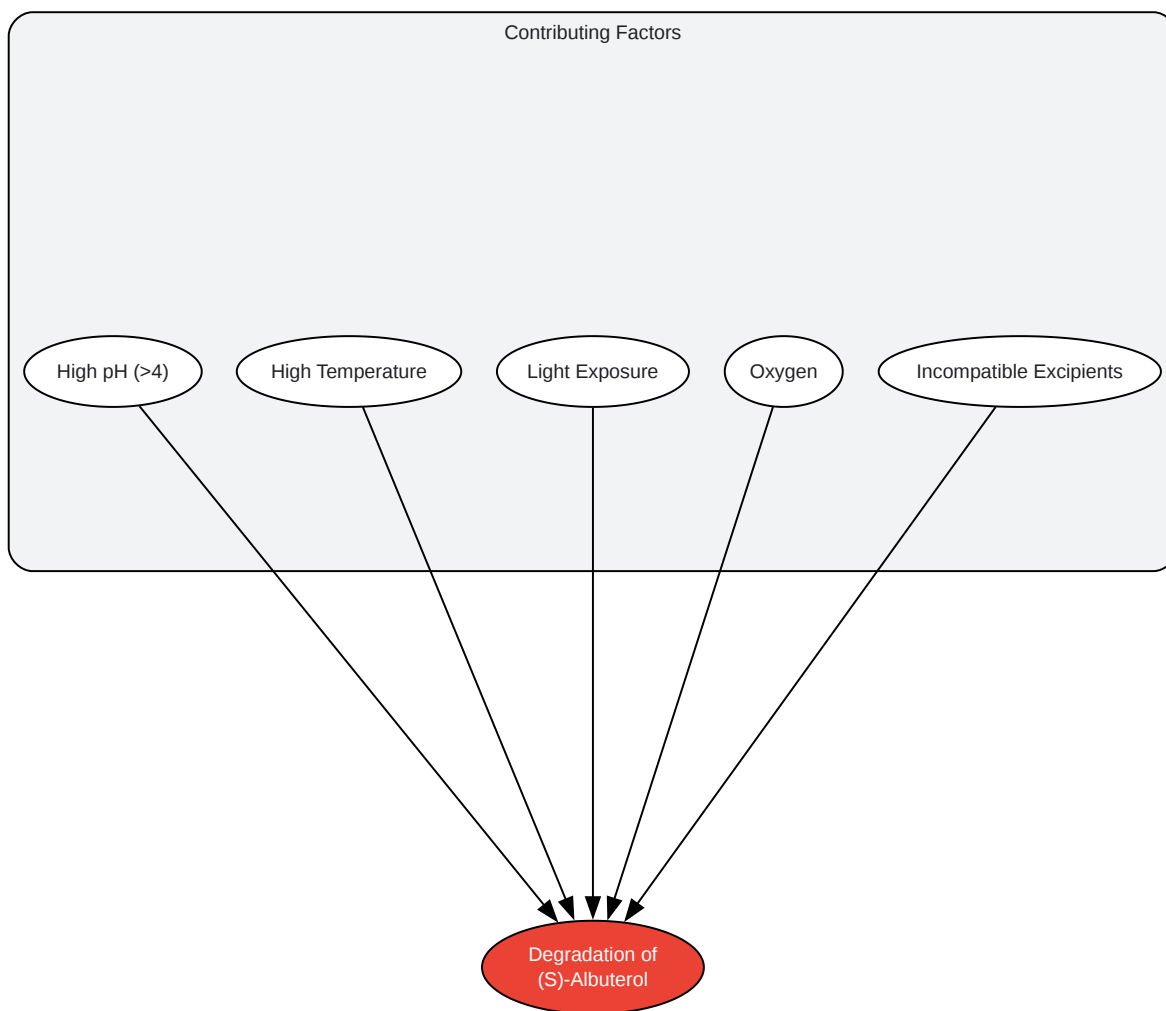 Contributing Factors
High pH (>4)
High Temperature
Light Exposure
Oxygen
Incompatible Excipients
Degradation of
(S)-Albuterol